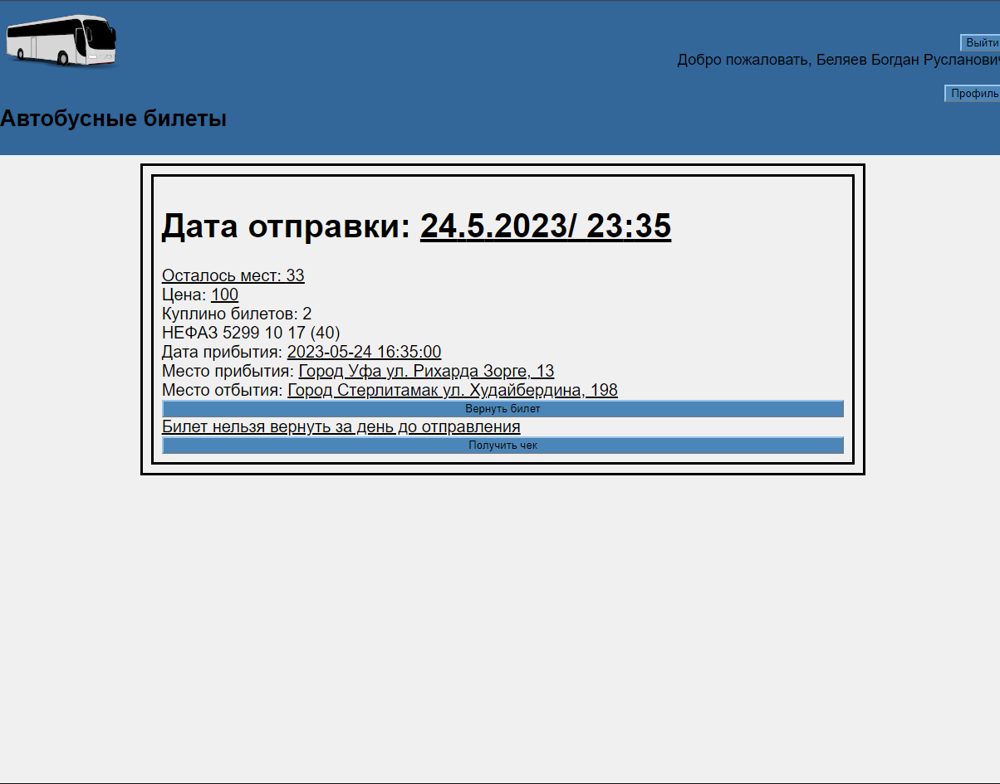 Выйти
Добро пожаловать, Беляев Богдан Русланович
Профиль
Автобусные билеты
Дата отправки: 24.5.2023/ 23:35
Осталось мест: 33
Цена: 100
Куплино билетов: 2
НЕФАЗ 5299 10 17 (40)
Дата прибытия: 2023-05-24 16:35:00
Место прибытия: Город Уфа ул. Рихарда Зорге, 13
Место отбытия: Город Стерлитамак ул. Худайбердина, 198
Вернуть билет
Билет нельзя вернуть за день до отправления
Получить чек